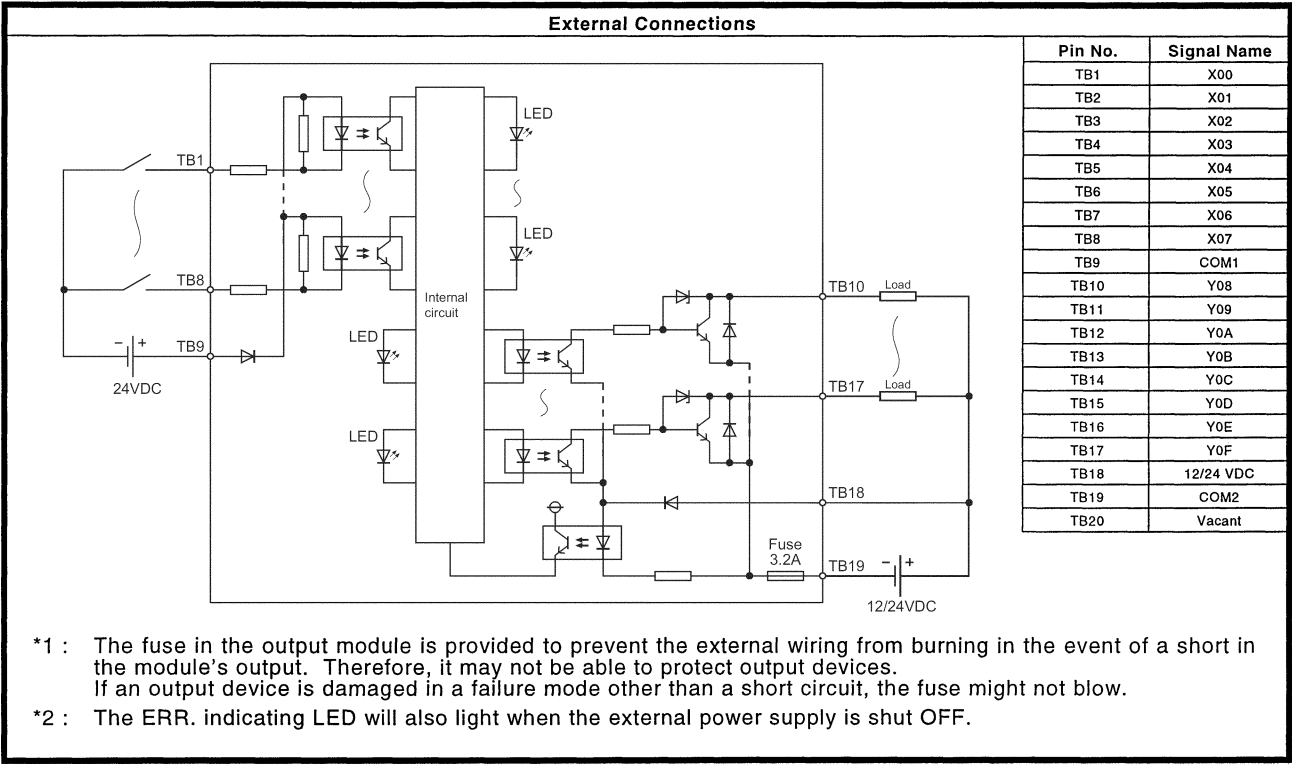 External Connections
Pin No. Signal Name
TB1 X00
TB2 X01
TB3 X02
TB4 X03
TB5 X04
TB6 X05
TB7 X06
TB8 X07
TB9 COM1
TB10 Y08
TB11 Y09
TB12 Y0A
TB13 Y0B
TB14 Y0C
TB15 Y0D
TB16 Y0E
TB17 Y0F
TB18 12/24 VDC
TB19 COM2
TB20 Vacant
LED
TB1
LED
TB8
TB10 Load
Internal
circuit
LED
TB9
- +
24VDC
TB17 Load
LED
TB18
Fuse
3.2A
TB19
- +
12/24VDC
*1 : The fuse in the output module is provided to prevent the external wiring from burning in the event of a short in
the module's output. Therefore, it may not be able to protect output devices.
If an output device is damaged in a failure mode other than a short circuit, the fuse might not blow.
*2 : The ERR. indicating LED will also light when the external power supply is shut OFF.